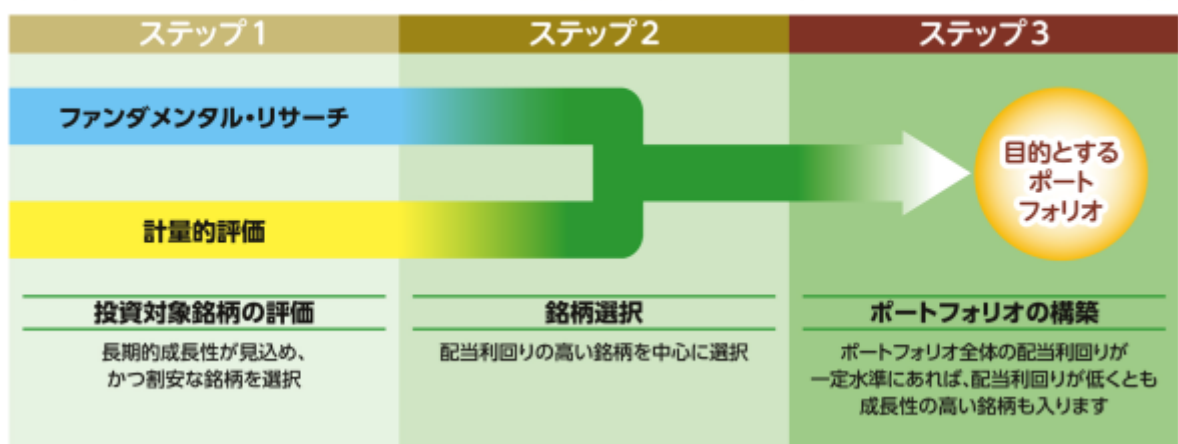 ステップ1
ステップ2
ステップ3
ファンダメンタル・リサーチ
計量的評価
目的とする
ポート
フォリオ
投資対象銘柄の評価
長期的成長性が見込め、
かつ割安な銘柄を選択
銘柄選択
配当利回りの高い銘柄を中心に選択
ポートフォリオの構築
ポートフォリオ全体の配当利回りが
一定水準にあれば、配当利回りが低くとも
成長性の高い銘柄も入ります